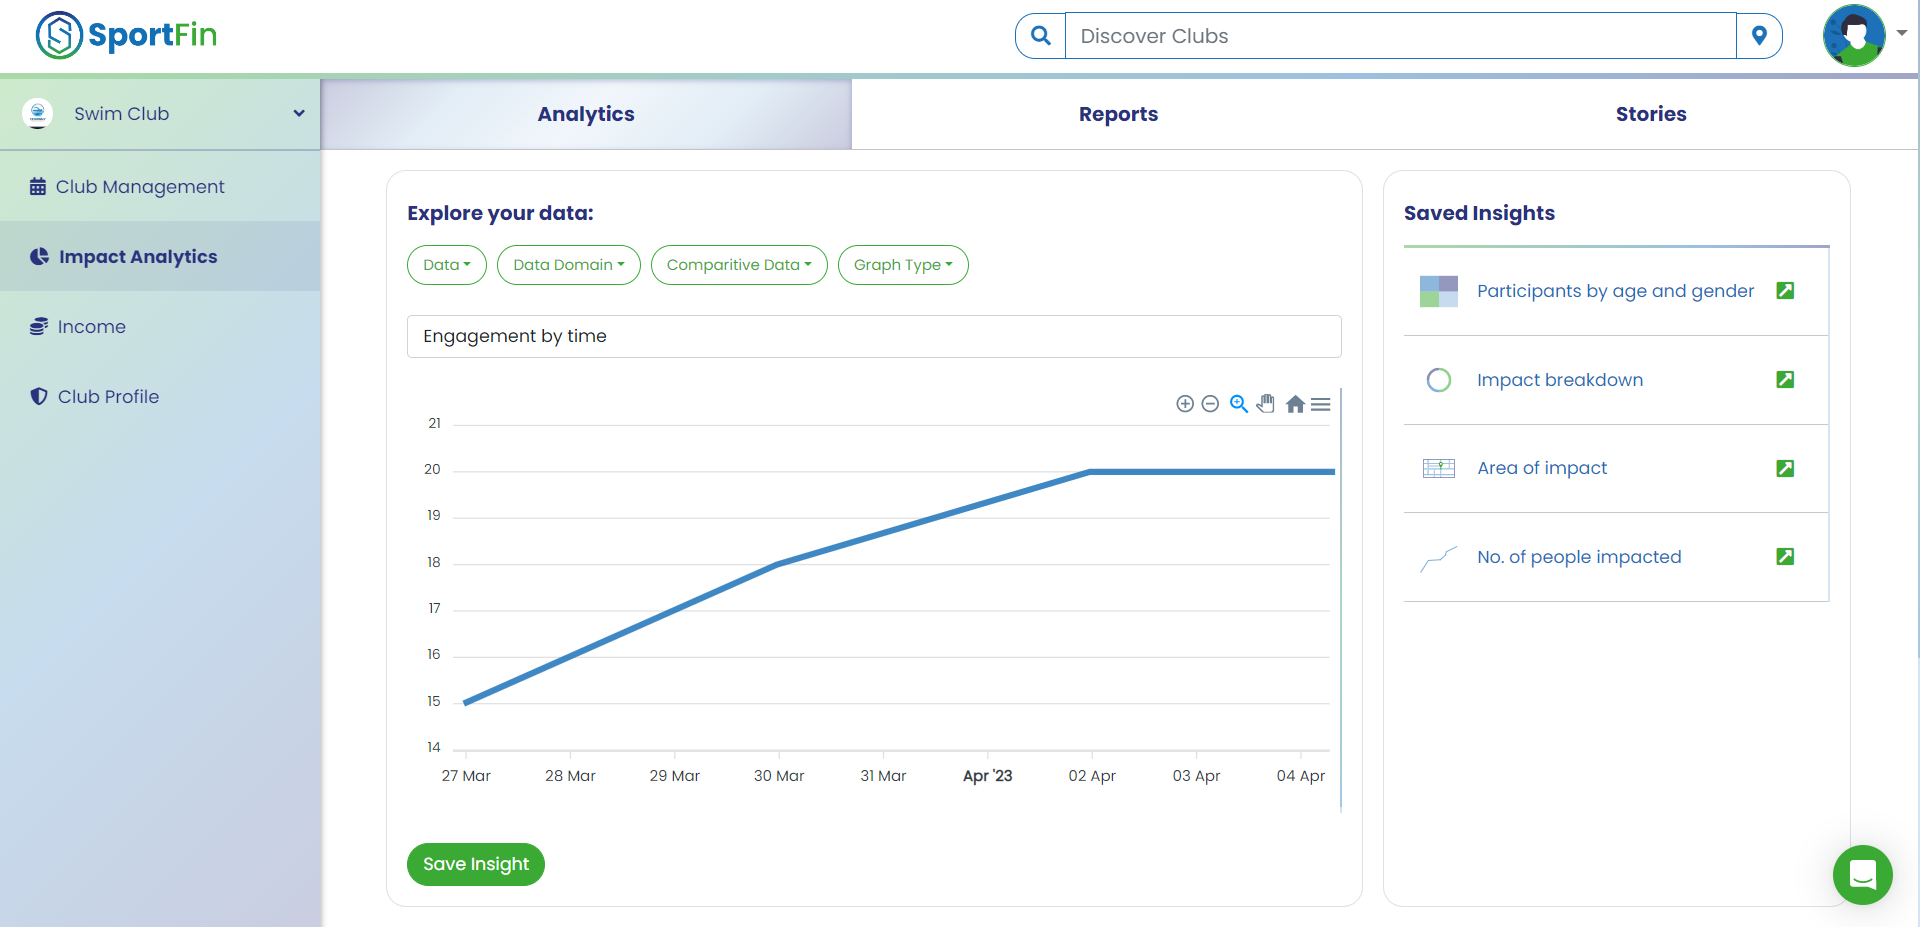 SportFin
Discover Clubs
Swim Club
Analytics
Reports
Stories
Club Management
Impact Analytics
Income
Club Profile
Explore your data:
Data
Data Domain
Comparitive Data
Graph Type
Engagement by time
21
20
19
18
17
16
15
14
27 Mar
28 Mar
29 Mar
30 Mar
31 Mar
Apr '23
02 Apr
03 Apr
04 Apr
Save Insight
Saved Insights
Participants by age and gender
Impact breakdown
Area of impact
No. of people impacted